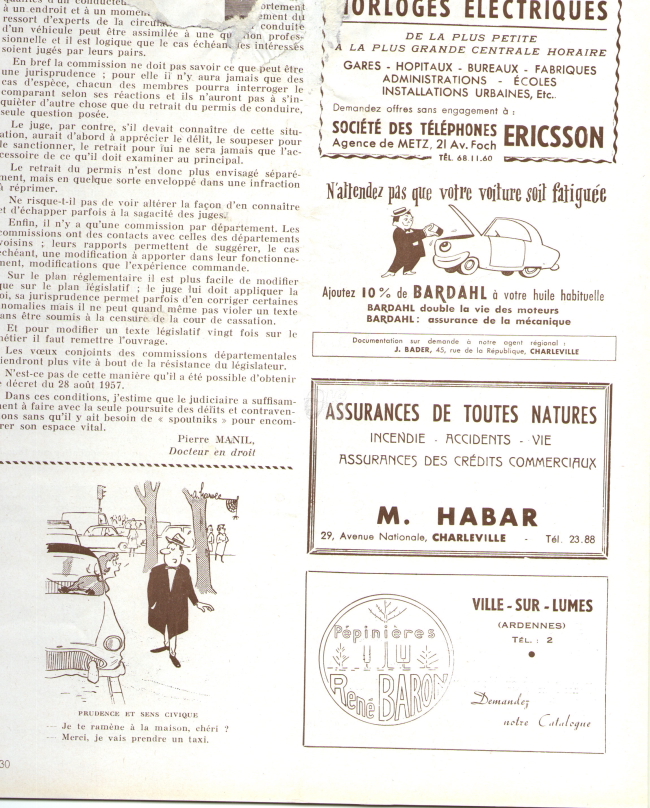 à un endroit et à un moment
ressort d'experts de la circul
d'un véhicule peut être assimilée à une qu ion profes-
sionnelle et il est logique que le cas échéan les intéressés
soient jugés par leurs pairs.
En bref la commission ne doit pas savoir ce que peut être
une jurisprudence ; pour elle il n'y aura jamais que des
cas d'espèce, chacun des membres pourra interroger le
comparant selon ses réactions et ils n'auront pas à s'in-
quiéter d'autre chose que du retrait du permis de conduire,
seule question posée.
Le juge, par contre, s'il devait connaître de cette situ-
ation, aurait d'abord à apprécier le délit, le soupeser pour
le sanctionner, le retrait pour lui ne sera jamais que l'ac-
cessoire de ce qu'il doit examiner au principal.
Le retrait du permis n'est donc plus envisagé séparé-
ment, mais en quelque sorte enveloppé dans une infraction
à réprimer.
Ne risque-t-il pas de voir altérer la façon d'en connaître
et d'échapper parfois à la sagacité des juges.
Enfin, il n'y a qu'une commission par département. Les
commissions ont des contacts avec celles des départements
voisins ; leurs rapports permettent de suggérer, le cas
échéant, une modification à apporter dans leur fonctionne-
ment, modifications que l'expérience commande.
Sur le plan réglementaire il est plus facile de modifier
que sur le plan législatif ; le juge lui doit appliquer la
loi, sa jurisprudence permet parfois d'en corriger certaines
anomalies mais il ne peut quand même pas violer un texte
sans être soumis à la censure de la cour de cassation.
Et pour modifier un texte législatif vingt fois sur le
métier il faut remettre l'ouvrage.
Les vœux conjoints des commissions départementales
viendront plus vite à bout de la résistance du législateur.
N'est-ce pas de cette manière qu'il a été possible d'obtenir
le décret du 28 août 1957.
Dans ces conditions, j'estime que le judiciaire a suffisam-
ment à faire avec la seule poursuite des délits et contraven-
tions sans qu'il y ait besoin de « spoutniks » pour encom-
brer son espace vital.
Pierre MANIL,
Docteur en droit
PRUDENCE ET SENS CIVIQUE
— Je te ramène à la maison, chéri ?
— Merci, je vais prendre un taxi.
30
HORLOGES ÉLECTRIQUES
DE LA PLUS PETITE
A LA PLUS GRANDE CENTRALE HORAIRE
GARES - HOPITAUX - BUREAUX - FABRIQUES
ADMINISTRATIONS - ÉCOLES
INSTALLATIONS URBAINES, Etc..
Demandez offres sans engagement à :
SOCIÉTÉ DES TÉLÉPHONES ERICSSON
Agence de METZ, 21 Av. Foch
TÉL. 68.11.60
N'attendez pas que votre voiture soit fatiguée
Ajoutez 10 % de BARDAHL à votre huile habituelle
BARDAHL double la vie des moteurs
BARDAHL : assurance de la mécanique
Documentation sur demande à notre agent régional :
J. BADER, 45, rue de la République, CHARLEVILLE
ASSURANCES DE TOUTES NATURES
INCENDIE - ACCIDENTS - VIE
ASSURANCES DES CRÉDITS COMMERCIAUX
M. HABAR
29, Avenue Nationale, CHARLEVILLE - Tél. 23.88
Pépinières
René BARON
VILLE-SUR-LUMES
(ARDENNES)
TÉL. : 2
Demandez
notre Catalogue